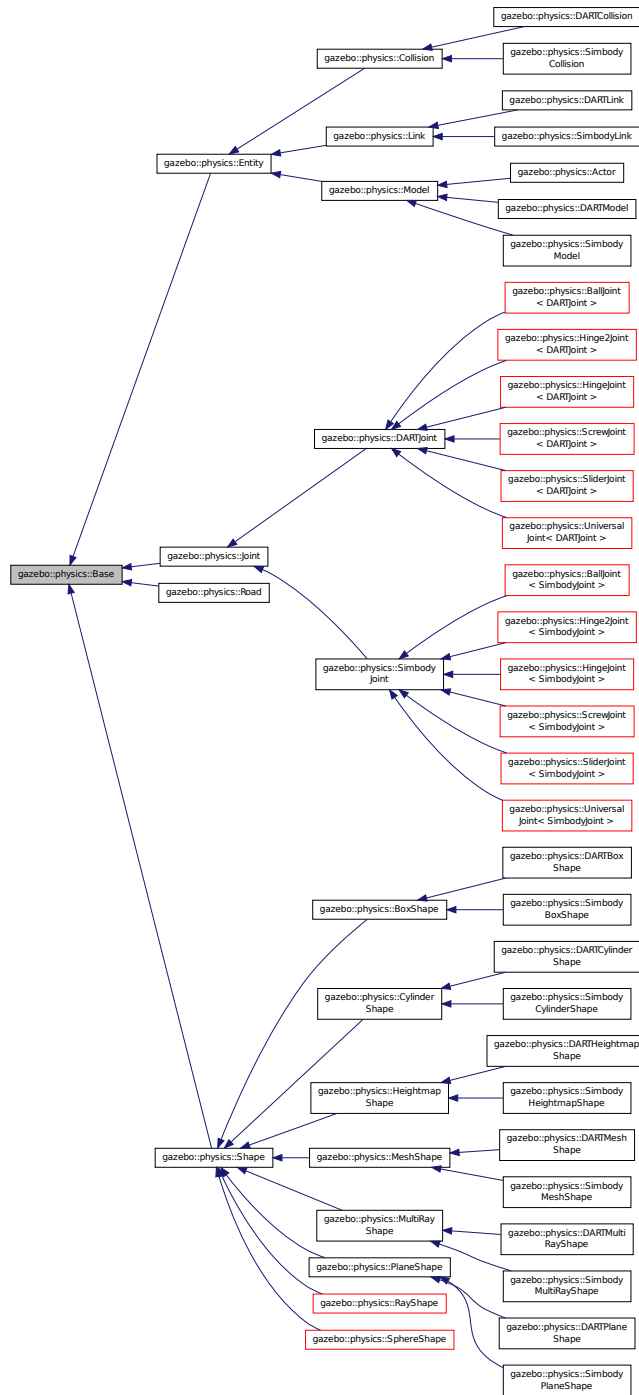 gazebo::physics::DARTCollision
gazebo::physics::Collision
gazebo::physics::Simbody
Collision
gazebo::physics::DARTLink
gazebo::physics::Link
gazebo::physics::SimbodyLink
gazebo::physics::Entity
gazebo::physics::Actor
gazebo::physics::Model
gazebo::physics::DARTModel
gazebo::physics::Simbody
Model
gazebo::physics::BallJoint
< DARTJoint >
gazebo::physics::Hinge2Joint
< DARTJoint >
gazebo::physics::HingeJoint
< DARTJoint >
gazebo::physics::DARTJoint
gazebo::physics::ScrewJoint
< DARTJoint >
gazebo::physics::SliderJoint
< DARTJoint >
gazebo::physics::Universal
Joint< DARTJoint >
gazebo::physics::Joint
gazebo::physics::Base
gazebo::physics::Road
gazebo::physics::BallJoint
< SimbodyJoint >
gazebo::physics::Hinge2Joint
< SimbodyJoint >
gazebo::physics::Simbody
Joint
gazebo::physics::HingeJoint
< SimbodyJoint >
gazebo::physics::ScrewJoint
< SimbodyJoint >
gazebo::physics::SliderJoint
< SimbodyJoint >
gazebo::physics::Universal
Joint< SimbodyJoint >
gazebo::physics::DARTBox
Shape
gazebo::physics::BoxShape
gazebo::physics::Simbody
BoxShape
gazebo::physics::DARTCylinder
Shape
gazebo::physics::Cylinder
Shape
gazebo::physics::Simbody
CylinderShape
gazebo::physics::DARTHeightmap
Shape
gazebo::physics::Heightmap
Shape
gazebo::physics::Simbody
HeightmapShape
gazebo::physics::Shape
gazebo::physics::MeshShape
gazebo::physics::DARTMesh
Shape
gazebo::physics::Simbody
MeshShape
gazebo::physics::MultiRay
Shape
gazebo::physics::DARTMulti
RayShape
gazebo::physics::PlaneShape
gazebo::physics::Simbody
MultiRayShape
gazebo::physics::RayShape
gazebo::physics::DARTPlane
Shape
gazebo::physics::SphereShape
gazebo::physics::Simbody
PlaneShape